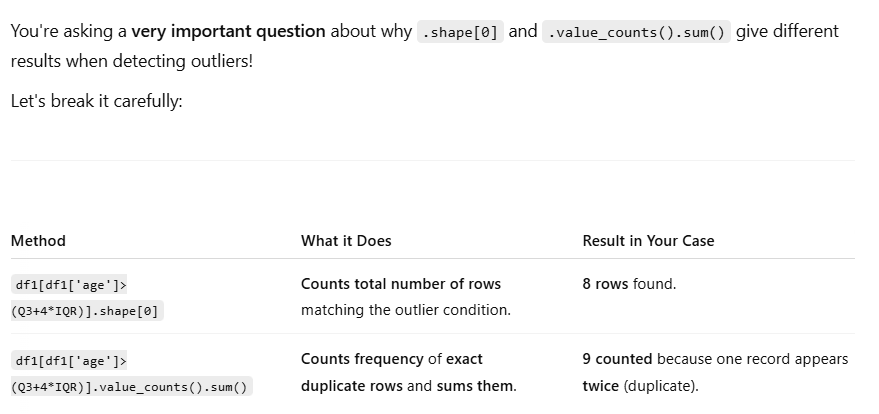 You're asking a very important question about why .shape[0] and .value_counts().sum() give different
results when detecting outliers!
Let's break it carefully:
Method What it Does Result in Your Case
df1[df1['age']> Counts total number of rows 8 rows found.
(Q3+4*IQR)].shape[0] matching the outlier condition.
df1[df1['age']> Counts frequency of exact 9 counted because one record appears
(Q3+4*IQR)].value_counts().sum() duplicate rows and sums them. twice (duplicate).